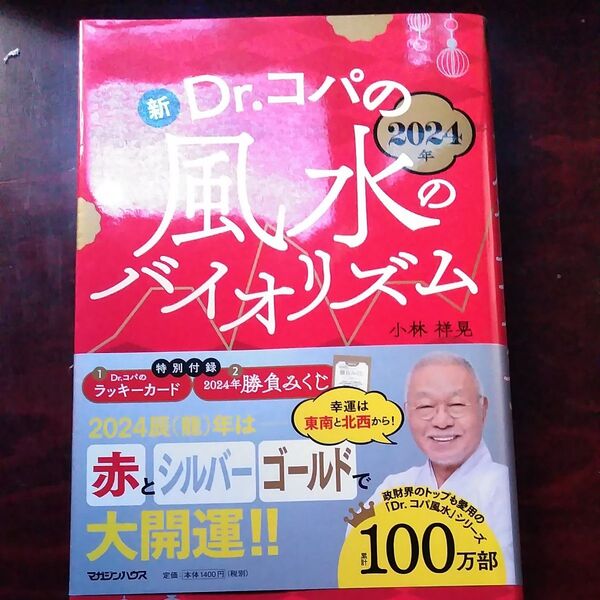 新
Dr.コパの
2024年
風水の
バイオリズム
小林 祥晃
特別付録
1 Dr.コパの
ラッキーカード
2 2024年勝負みくじ
幸運は
東南と北西から!
2024辰(龍)年は
赤とシルバーゴールドで
大開運!!
政財界のトップも愛用の
「Dr.コパ風水」シリーズ
累計100万部
マガジンハウス
定価:本体1400円(税別)